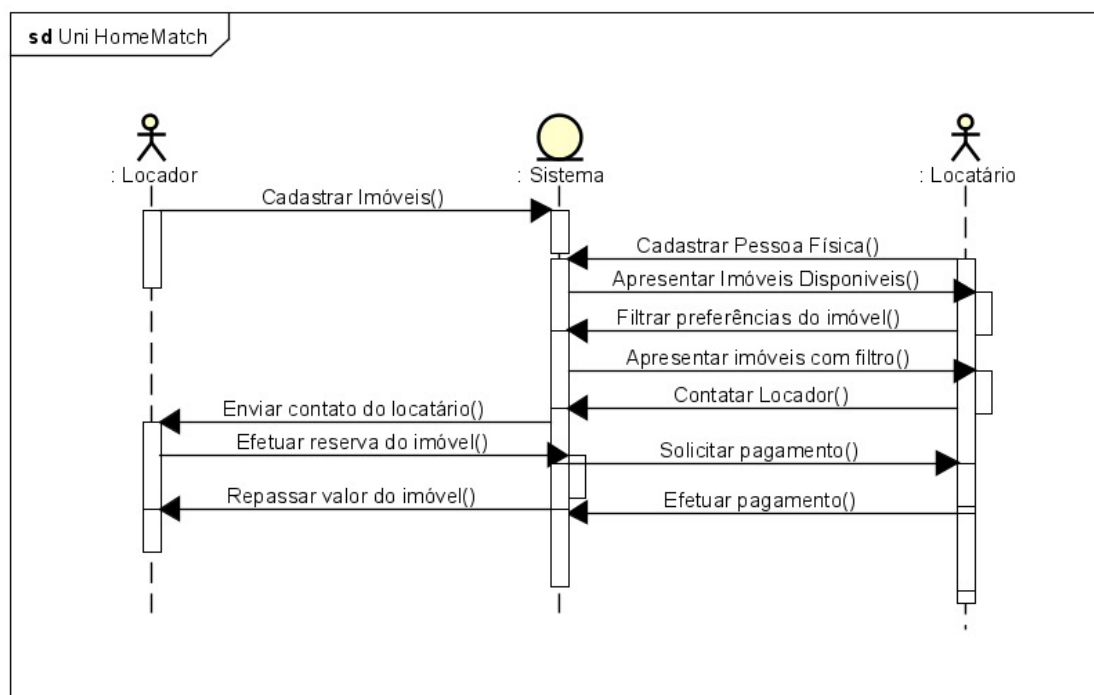 sd Uni HomeMatch
: Locador
: Sistema
: Locatário
Cadastrar Imóveis()
Cadastrar Pessoa Física()
Apresentar Imóveis Disponiveis()
Filtrar preferências do imóvel()
Apresentar imóveis com filtro()
Contatar Locador()
Enviar contato do locatário()
Efetuar reserva do imóvel()
Solicitar pagamento()
Repassar valor do imóvel()
Efetuar pagamento()